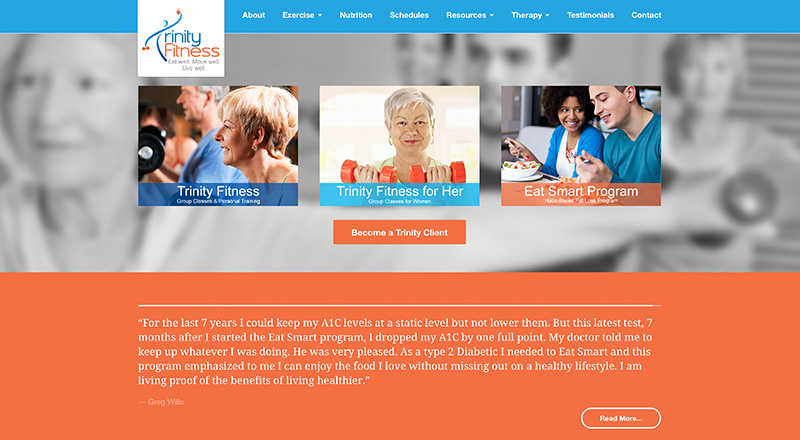 Trinity
Fitness
Eat well. Move well.
Live well.
About Exercise Nutrition Schedules Resources Therapy Testimonials Contact
Trinity Fitness
Group Classes & Personal Training
Trinity Fitness for Her
Group Classes for Women
Eat Smart Program
Habit-Based Fat Loss Program
Become a Trinity Client
“For the last 7 years I could keep my A1C levels at a static level but not lower them. But this latest test, 7
months after I started the Eat Smart program, I dropped my A1C by one full point. My doctor told me to
keep up whatever I was doing. He was very pleased. As a type 2 Diabetic I needed to Eat Smart and this
program emphasized to me I can enjoy the food I love without missing out on a healthy lifestyle. I am
living proof of the benefits of living healthier.”
— Greg Wills
Read More...